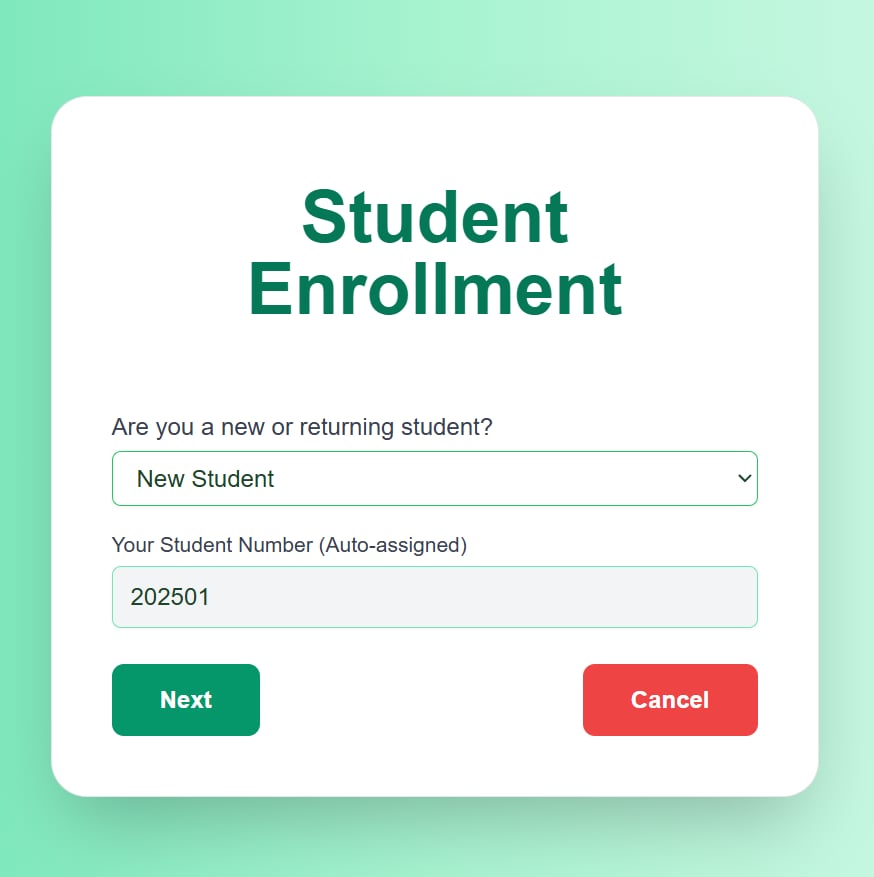 Student
Enrollment
Are you a new or returning student?
New Student
Your Student Number (Auto-assigned)
202501
Next
Cancel